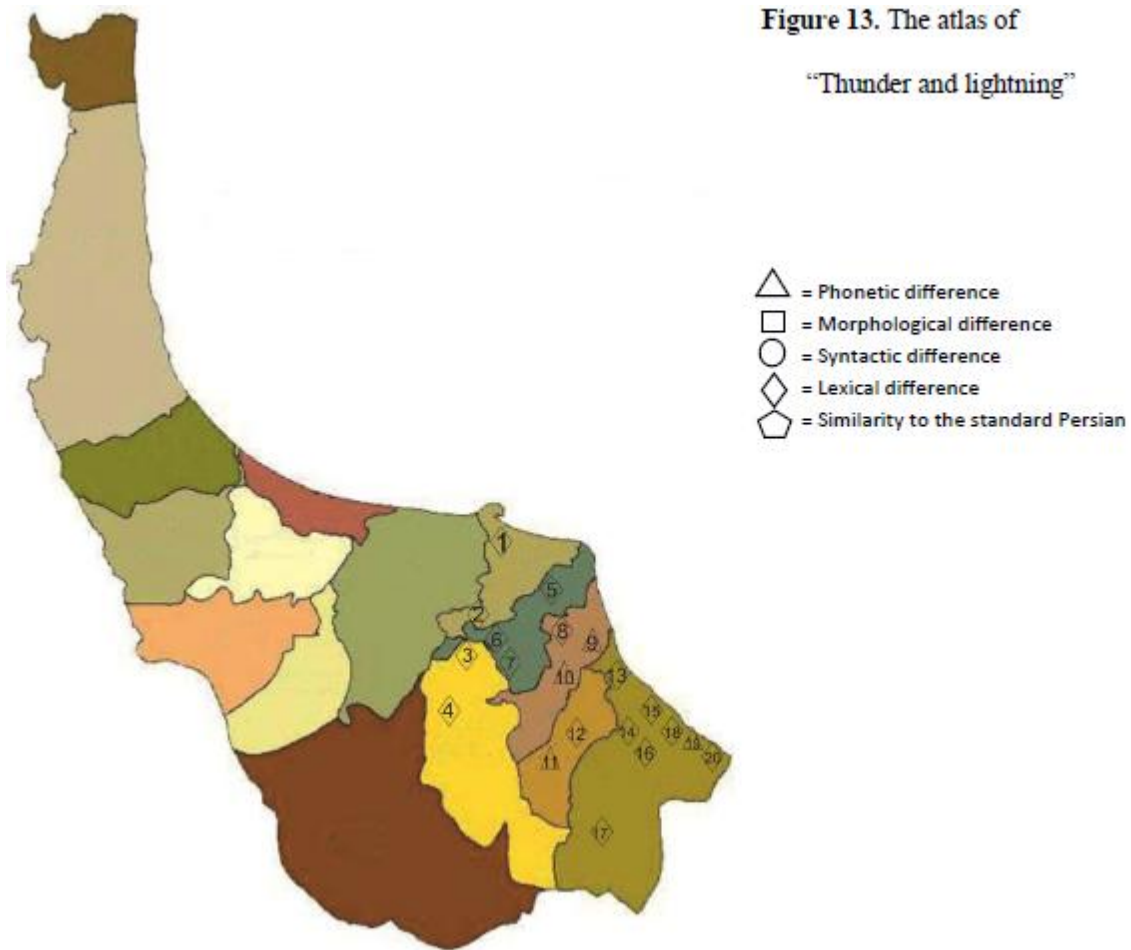 Figure 13. The atlas of
“Thunder and lightning”
= Phonetic difference
= Morphological difference
= Syntactic difference
= Lexical difference
= Similarity to the standard Persian
1
5
2
8
6
9
3
7
10
13
4
15
12
14
18
19
16
11
20
17